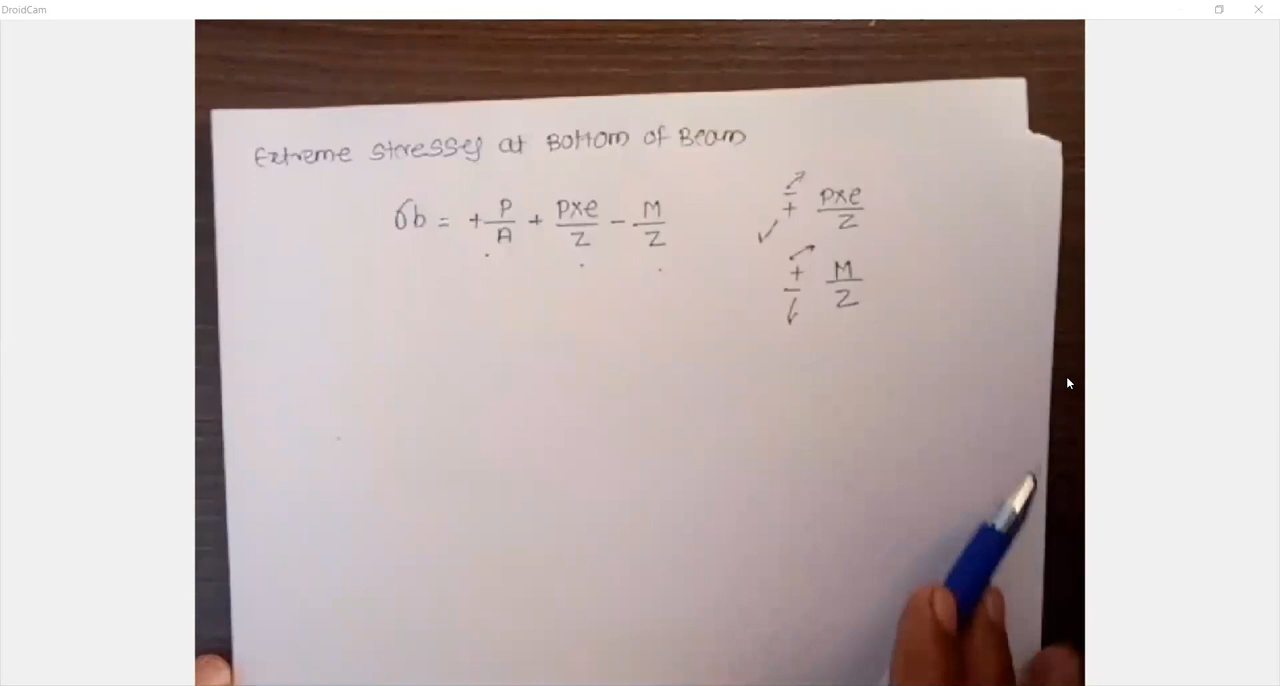 DroidCam
Extreme Stresses at Bottom of Beam
σb = + P/A + P×e/Z - M/Z
-+ P×e/Z
+- M/Z